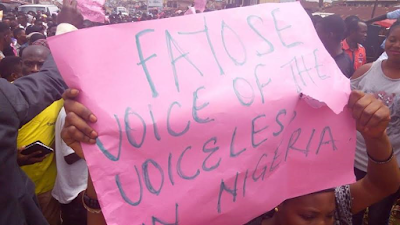 FAYOSE
VOICE OF THE
VOICELESS
IN NIGERIA.